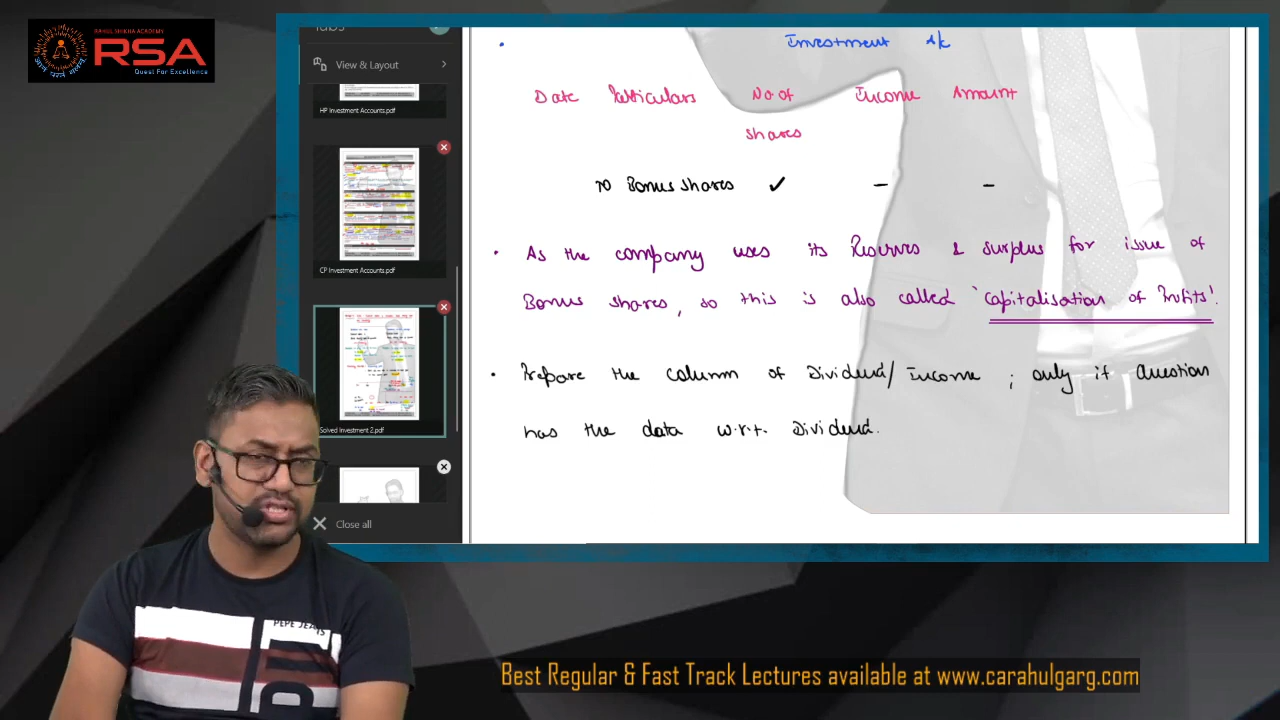 RAHUL SHIKHA ACADEMY
RSA
Quest For Excellence
View & Layout
HP Investment Accounts.pdf
CP Investment Accounts.pdf
Solved Investment 2.pdf
Close all
Investment A/c
Date Particulars No. of Income Amount
shares
To Bonus shares ✓ - -
• As the company uses its Reserves & surplus for issue of
Bonus shares, so this is also called 'Capitalisation of Profits'.
• Prepare the column of Dividend/Income ; only if Question
has the data w.r.t. Dividend.
PEPE JEANS
Best Regular & Fast Track Lectures available at www.carahulgarg.com